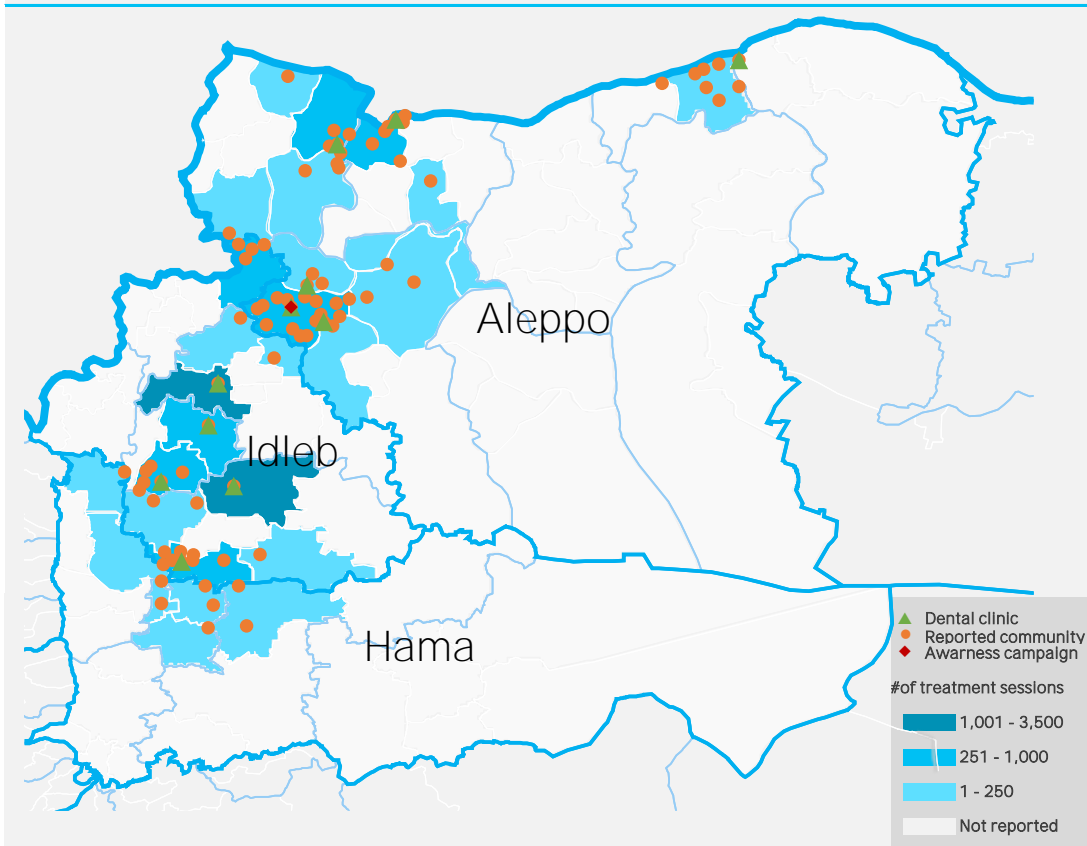 Aleppo
Idleb
Hama
Dental clinic
Reported community
Awarness campaign
#of treatment sessions
1,001 - 3,500
251 - 1,000
1 - 250
Not reported